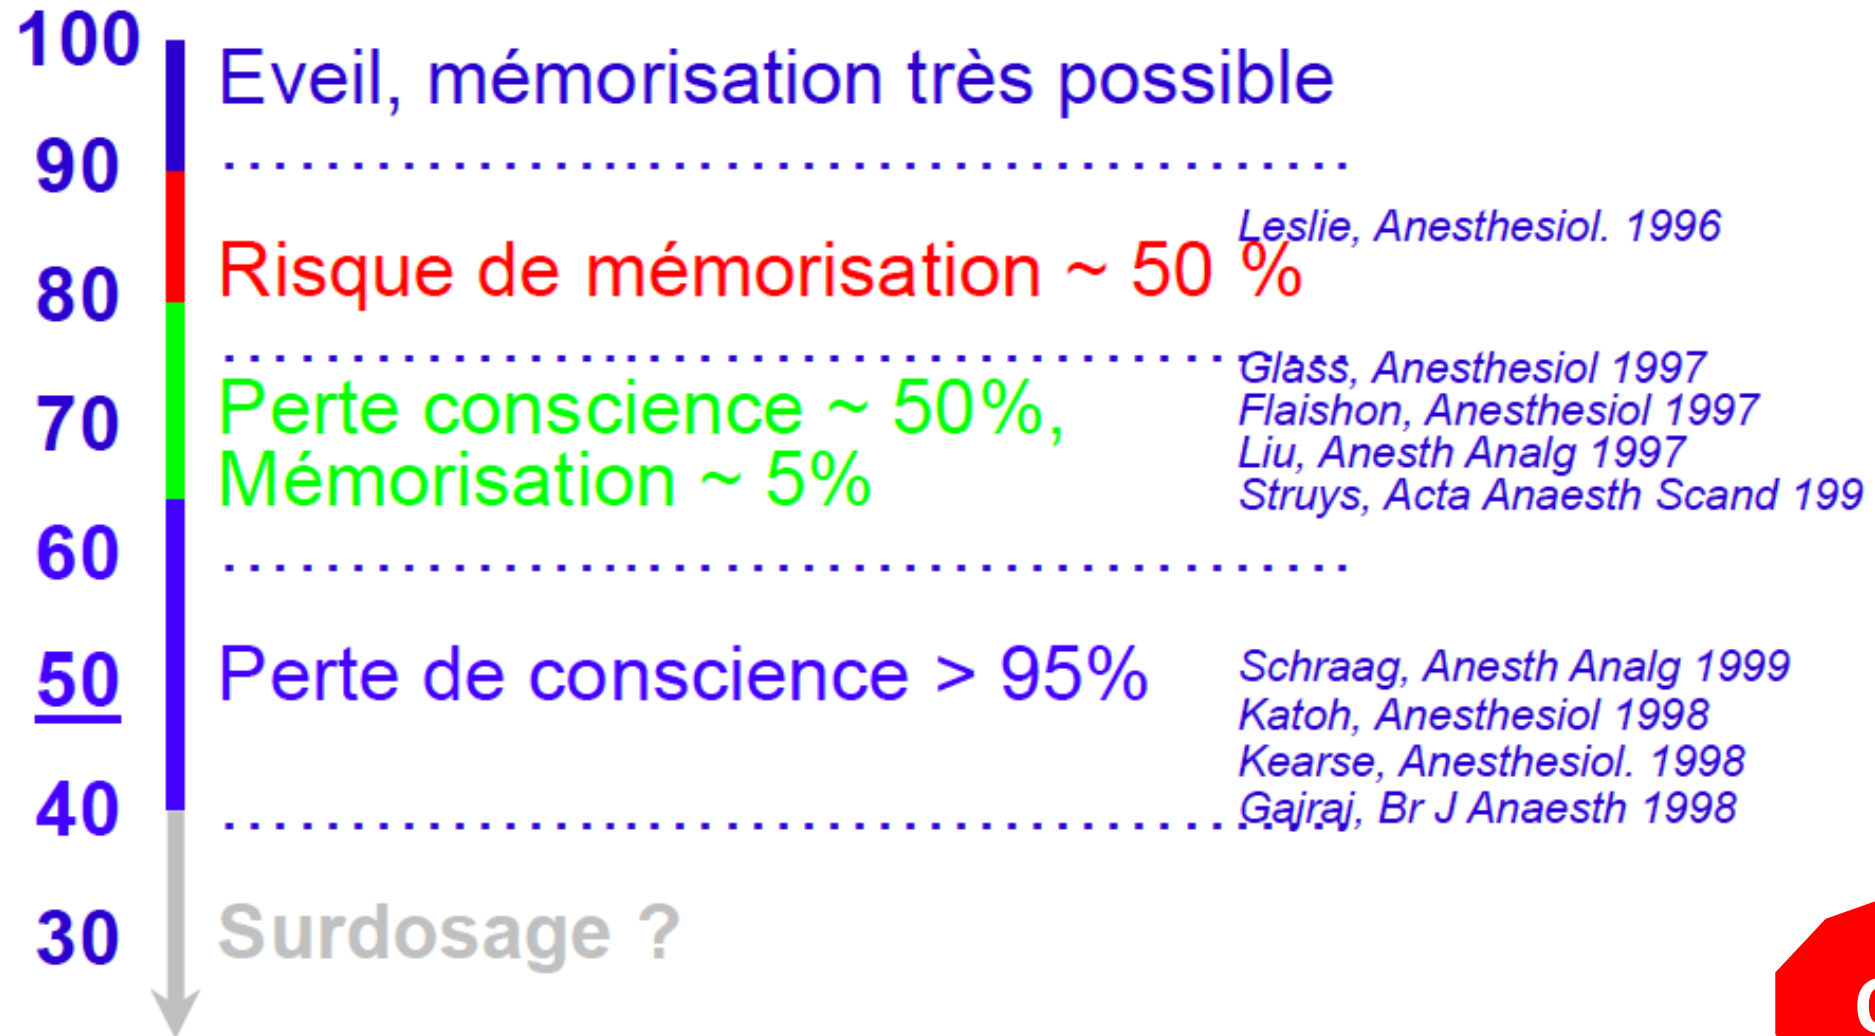 100
Eveil, mémorisation très possible
90
Leslie, Anesthesiol. 1996
Risque de mémorisation ~ 50 %
80
Glass, Anesthesiol 1997
Perte conscience ~ 50%,
Flaishon, Anesthesiol 1997
70
Liu, Anesth Analg 1997
Mémorisation ~ 5%
Struys, Acta Anaesth Scand 199
60
50
Perte de conscience > 95%
Schraag, Anesth Analg 1999
Katoh, Anesthesiol 1998
Kearse, Anesthesiol. 1998
40
Gajraj, Br J Anaesth 1998
30
Surdosage ?